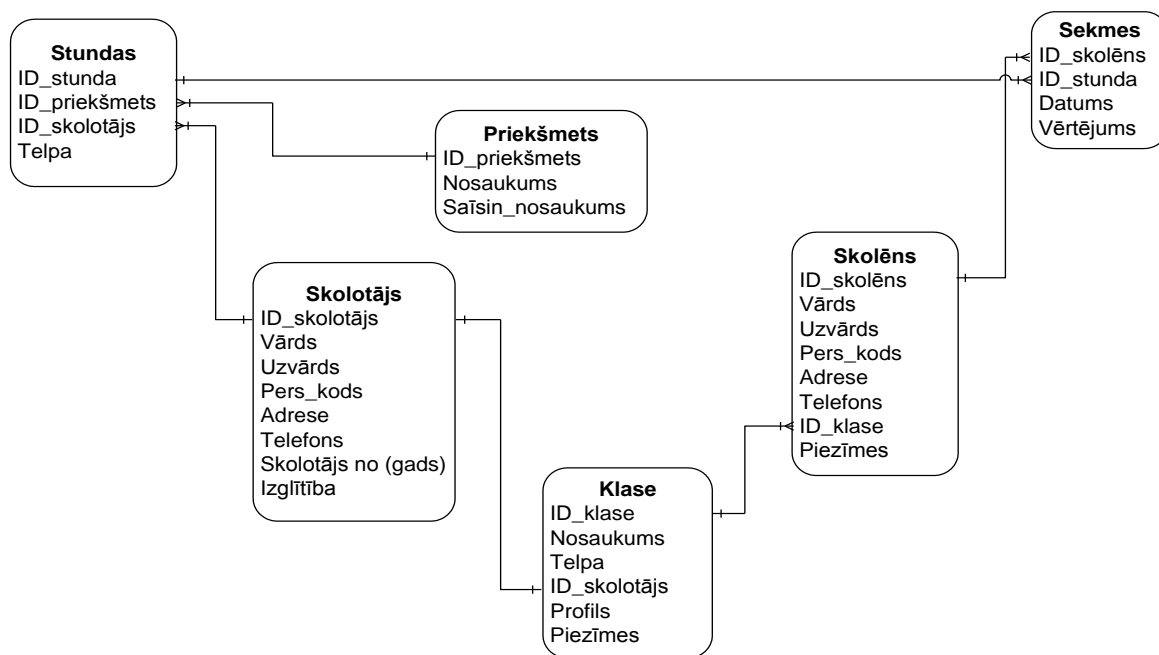 Stundas
ID_stunda
ID_priekšmets
ID_skolotājs
Telpa
Sekmes
ID_skolēns
ID_stunda
Datums
Vērtējums
Priekšmets
ID_priekšmets
Nosaukums
Saīsin_nosaukums
Skolotājs
ID_skolotājs
Vārds
Uzvārds
Pers_kods
Adrese
Telefons
Skolotājs no (gads)
Izglītība
Skolēns
ID_skolēns
Vārds
Uzvārds
Pers_kods
Adrese
Telefons
ID_klase
Piezīmes
Klase
ID_klase
Nosaukums
Telpa
ID_skolotājs
Profils
Piezīmes